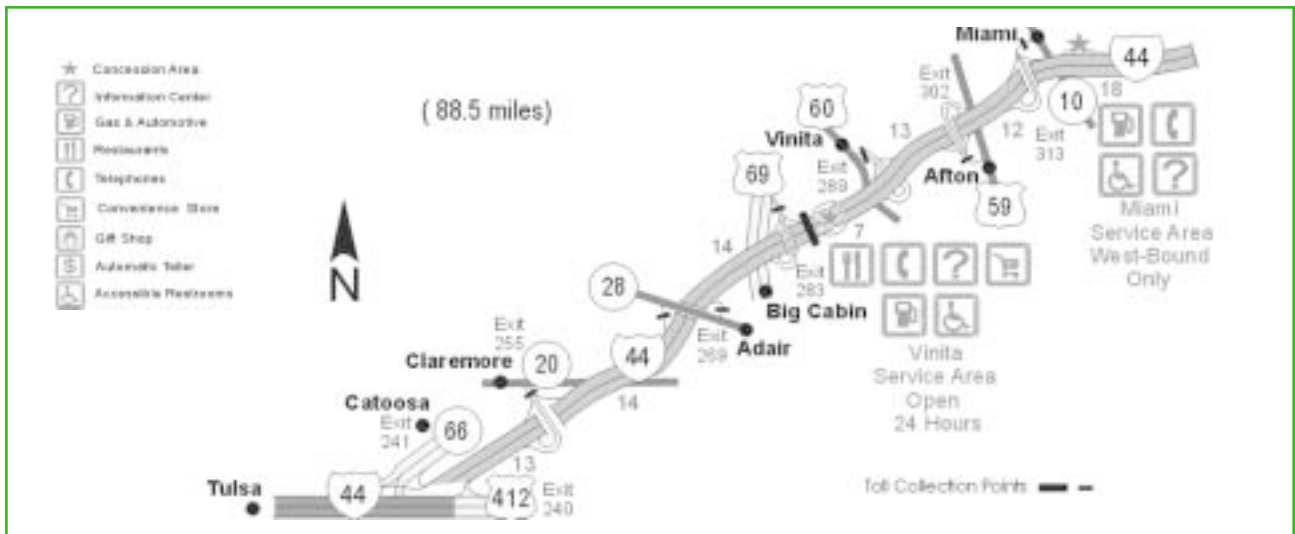 Concession Area
Information Center
Gas & Automotive
Restaurants
Telephones
Convenience Store
Gift Shop
Automatic Teller
$
Accessible Restrooms
( 88.5 miles)
N
Miami
44
Exit
302
10
18
60
Vinita
13
12
Exit
313
Exit
289
Afton
59
69
Miami
Service Area
West-Bound
Only
14
7
Exit
283
Big Cabin
28
Exit
269
Adair
Vinita
Service Area
Open
24 Hours
Exit
255
Claremore
20
44
14
Catoosa
Exit
241
66
13
Tulsa
44
412
Exit
240
Toll Collection Points